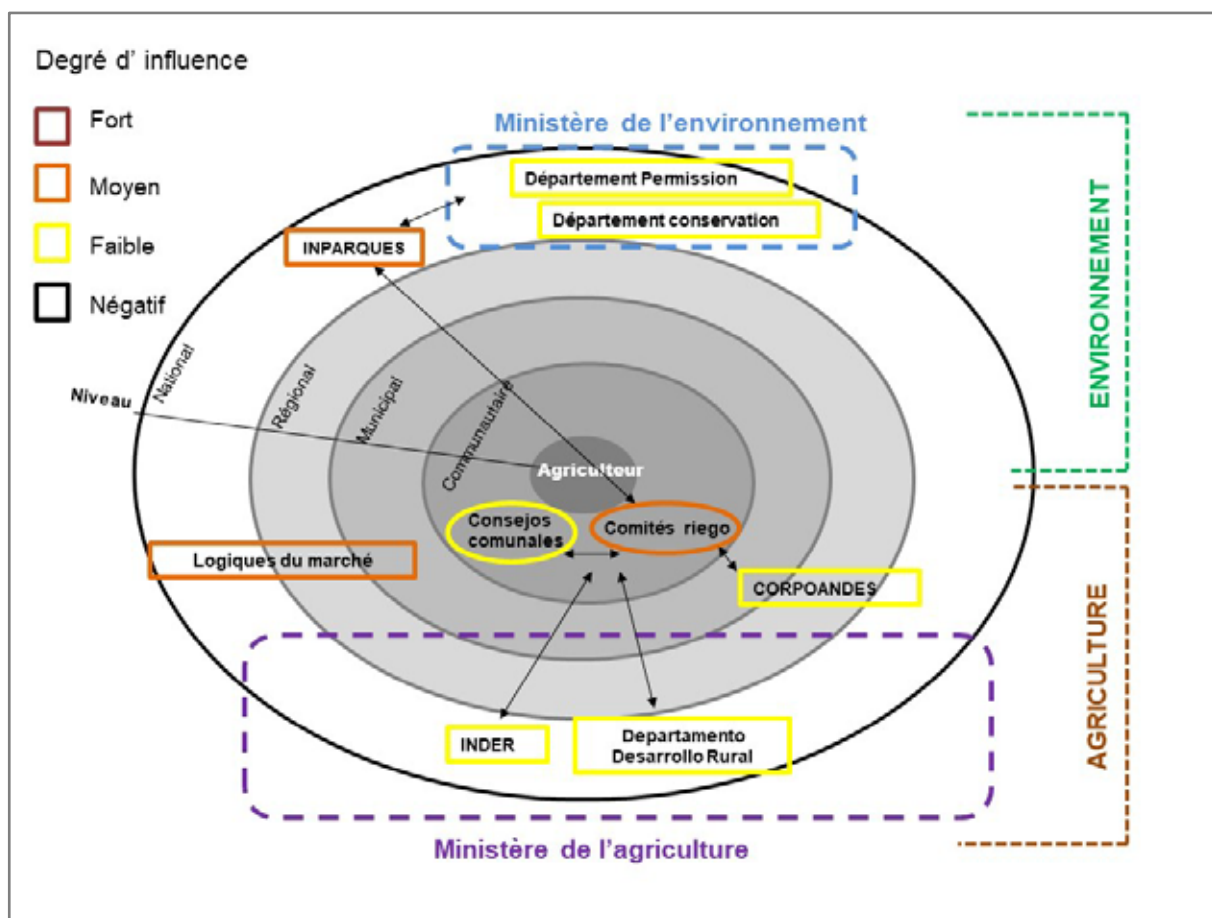 Degré d' influence
Fort
Moyen
Faible
Négatif
Ministère de l'environnement
Département Permission
Département conservation
INPARQUES
ENVIRONNEMENT
Niveau
National
Régional
Municipal
Communautaire
Agriculteur
Consejos
comunales
Comités riego
Logiques du marché
CORPOANDES
AGRICULTURE
INDER
Departamento
Desarrollo Rural
Ministère de l'agriculture